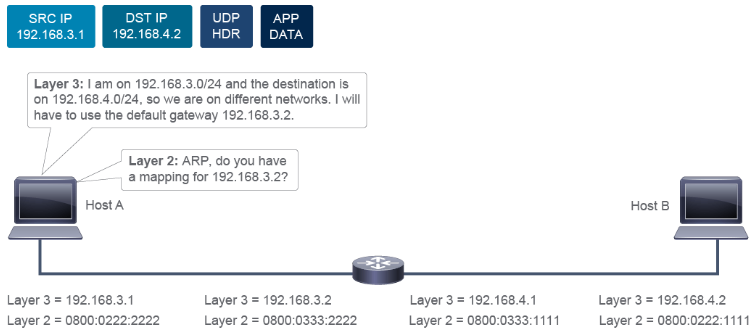 SRC IP
192.168.3.1
DST IP
192.168.4.2
UDP
HDR
APP
DATA
Layer 3: I am on 192.168.3.0/24 and the destination is
on 192.168.4.0/24, so we are on different networks. I will
have to use the default gateway 192.168.3.2.
Layer 2: ARP, do you have
a mapping for 192.168.3.2?
Host A
Host B
Layer 3 = 192.168.3.1
Layer 2 = 0800:0222:2222
Layer 3 = 192.168.3.2
Layer 2 = 0800:0333:2222
Layer 3 = 192.168.4.1
Layer 2 = 0800:0333:1111
Layer 3 = 192.168.4.2
Layer 2 = 0800:0222:1111